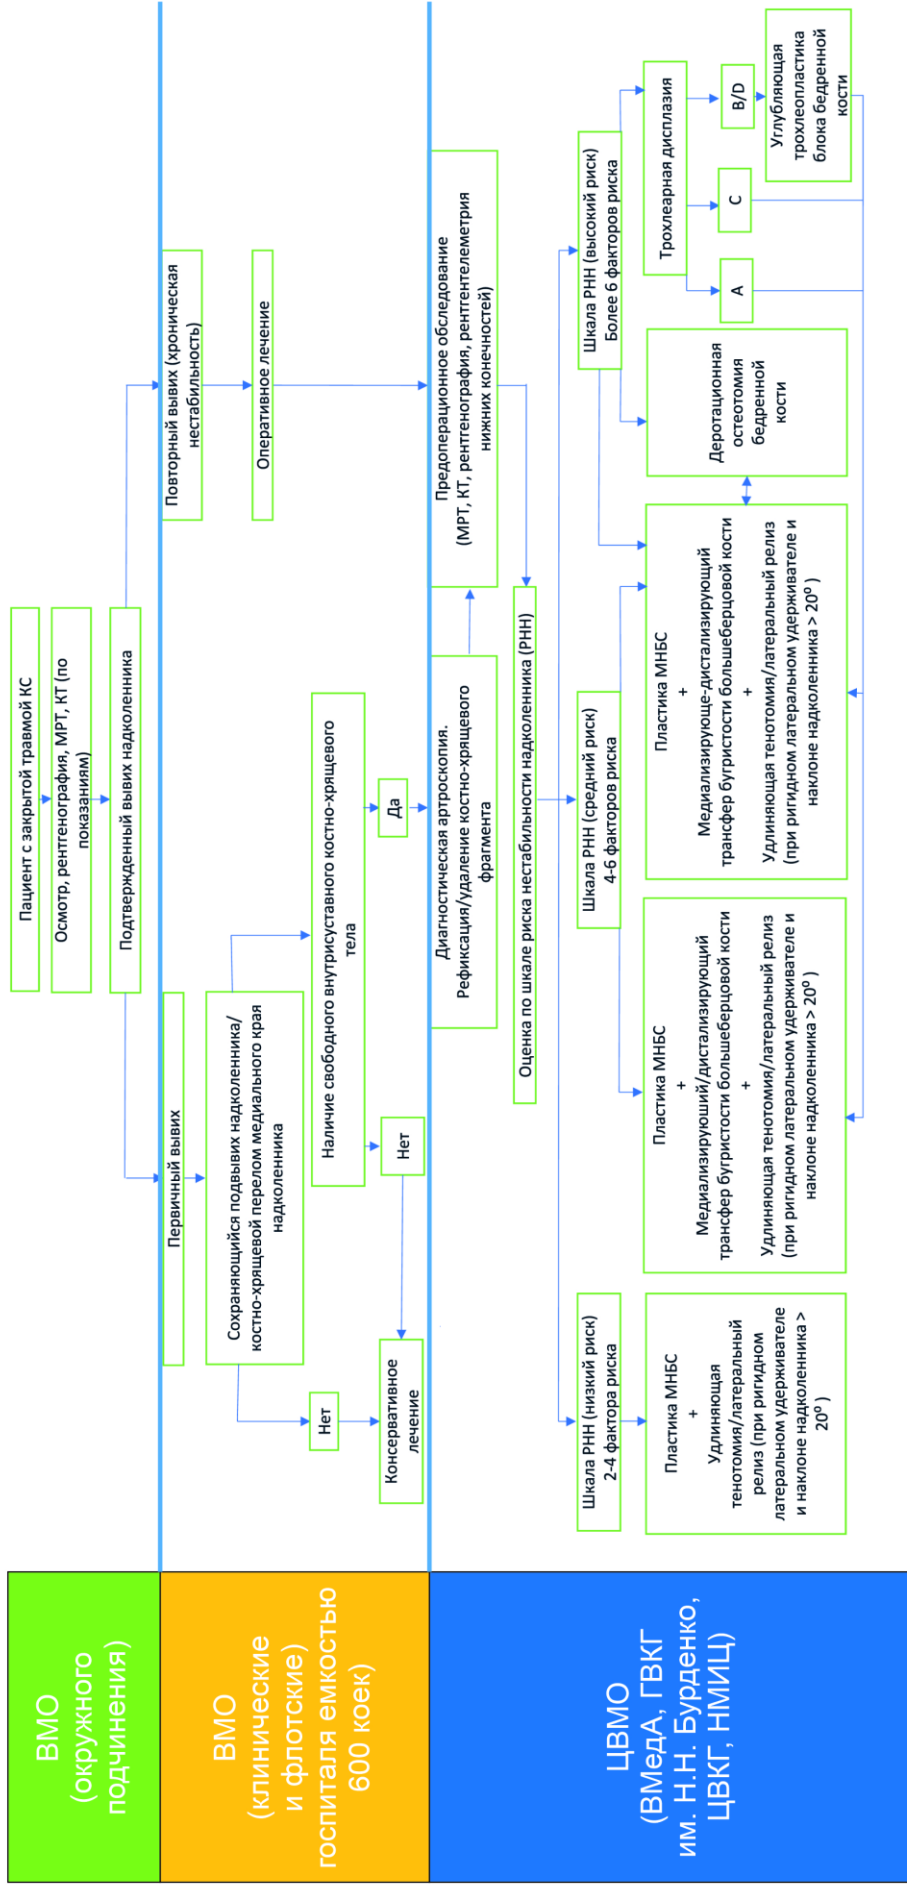 ВМО
(окружного
подчинения)
Пациент с закрытой травмой КС
Осмотр, рентгенография, МРТ, КТ (по
показаниям)
Подтвержденный вывих надколенника
ВМО
(клинические
и флотские)
госпиталя емкостью
600 коек)
Первичный вывих
Повторный вывих (хроническая
нестабильность)
Сохраняющийся подвывих надколенника/
костно-хрящевой перелом медиального края
надколенника
Оперативное лечение
Нет
Наличие свободного внутрисуставного костно-хрящевого
тела
Консервативное
лечение
Нет
Да
ЦВМО
(ВМедА, ГВКГ
им. Н.Н. Бурденко,
ЦВКГ, НМИЦ)
Диагностическая артроскопия.
Рефиксация/удаление костно-хрящевого
фрагмента
Предоперационное обследование
(МРТ, КТ, рентгенография, рентгентелеметрия
нижних конечностей)
Оценка по шкале риска нестабильности надколенника (РНН)
Шкала РНН (низкий риск)
2-4 фактора риска
Шкала РНН (средний риск)
4-6 факторов риска
Шкала РНН (высокий риск)
Более 6 факторов риска
Пластика МНБС
+
Удлиняющая
тенотомия/латеральный
релиз (при ригидном
латеральном удерживателе
и наклоне надколенника >
20⁰ )
Пластика МНБС
+
Медиализируюший/дистализирующий
трансфер бугристости большеберцовой кости
+
Удлиняющая тенотомия/латеральный релиз
(при ригидном латеральном удерживателе и
наклоне надколенника > 20⁰ )
Пластика МНБС
+
Медиализирующе-дистализирующий
трансфер бугристости большеберцовой кости
+
Удлиняющая тенотомия/латеральный релиз
(при ригидном латеральном удерживателе и
наклоне надколенника > 20⁰ )
Деротационная
остеотомия
бедренной
кости
Трохлеарная дисплазия
A
C
B/D
Углубляющая
трохлеопластика
блока бедренной
кости